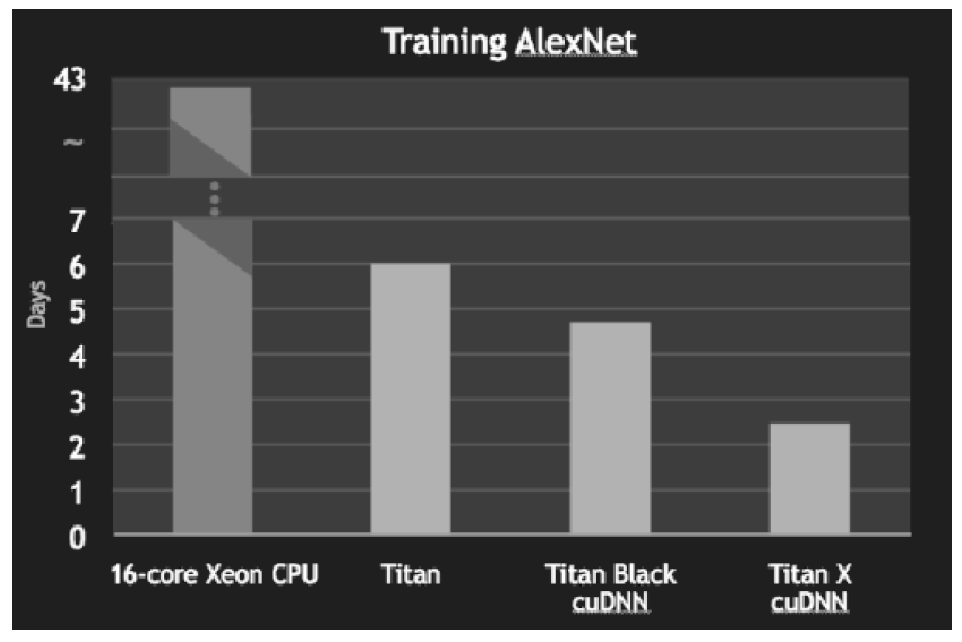 Training AlexNet
43
~
7
6
5
4
3
2
1
0
Days
16-core Xeon CPU
Titan
Titan Black
cuDNN
Titan X
cuDNN